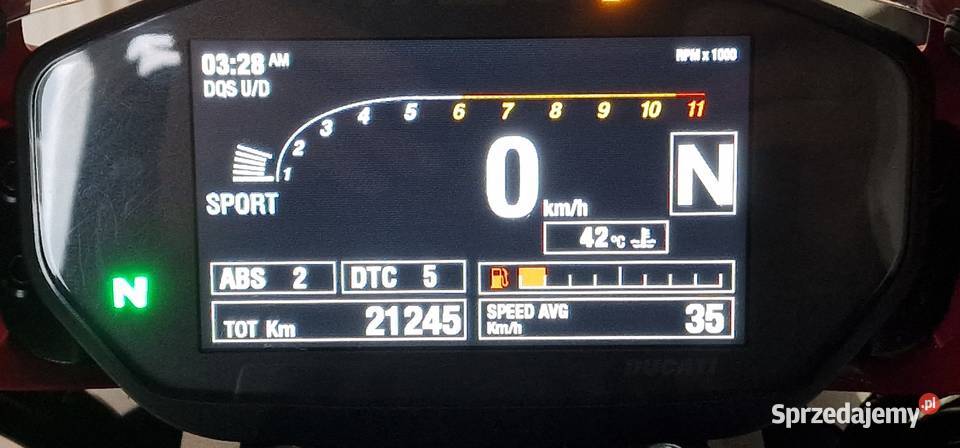 03:28 AM
DQS U/D
RPM x 1000
1 2 3 4 5 6 7 8 9 10 11
SPORT
0 km/h
N
42 °C
N
ABS 2
DTC 5
TOT Km 21245
SPEED AVG
Km/h
35
DUCATI
Sprzedajemy.pl